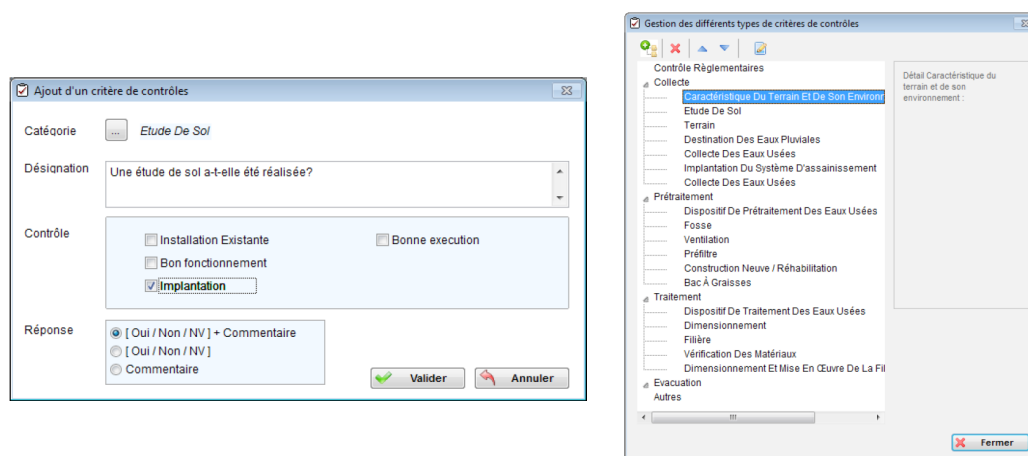 Ajout d'un critère de contrôles
Catégorie ... Etude De Sol
Désignation Une étude de sol a-t-elle été réalisée?
Contrôle
Installation Existante Bonne execution
Bon fonctionnement
Implantation
Réponse
[ Oui / Non / NV ] + Commentaire
[ Oui / Non / NV ]
Commentaire
Valider Annuler
Gestion des différents types de critères de contrôles
Contrôle Règlementaires
Collecte
Caractéristique Du Terrain Et De Son Environn
Etude De Sol
Terrain
Destination Des Eaux Pluviales
Collecte Des Eaux Usées
Implantation Du Système D'assainissement
Collecte Des Eaux Usées
Prétraitement
Dispositif De Prétraitement Des Eaux Usées
Fosse
Ventilation
Préfiltre
Construction Neuve / Réhabilitation
Bac À Graisses
Traitement
Dispositif De Traitement Des Eaux Usées
Dimensionnement
Filière
Vérification Des Matériaux
Dimensionnement Et Mise En Œuvre De La Fil
Evacuation
Autres
Détail Caractéristique du
terrain et de son
environnement :
Fermer